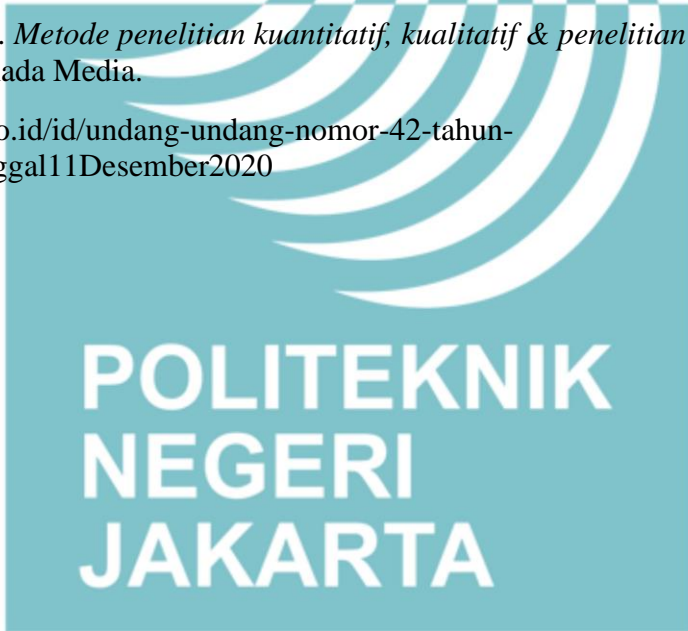 . Metode penelitian kuantitatif, kualitatif & penelitian
ada Media.
o.id/id/undang-undang-nomor-42-tahun-
ggal11Desember2020
POLITEKNIK
NEGERI
JAKARTA